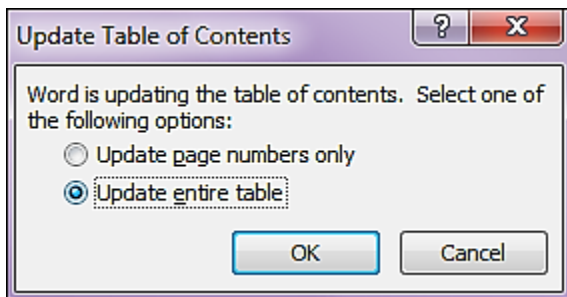 Update Table of Contents
Word is updating the table of contents. Select one of
the following options:
Update page numbers only
Update entire table
OK Cancel